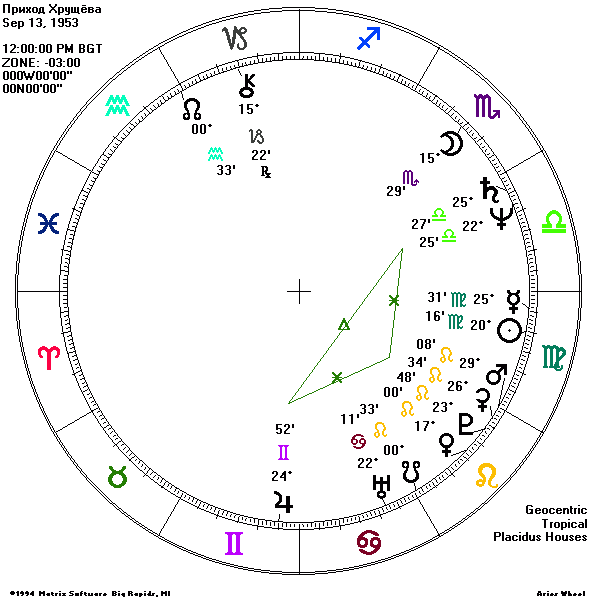 Приход Хрущёва
Sep 13, 1953
12:00:00 PM BGT
ZONE: -03:00
000W00'00"
00N00'00"
15°
00°
22'
33'
15°
29'
25°
27'
22°
25'
31' 25°
16' 20°
08'
34' 29°
48' 26°
00' 23°
33' 17°
11' 00°
52' 22°
24°
Geocentric
Tropical
Placidus Houses
©1994 Matrix Software Big Rapids, MI
Aries Wheel